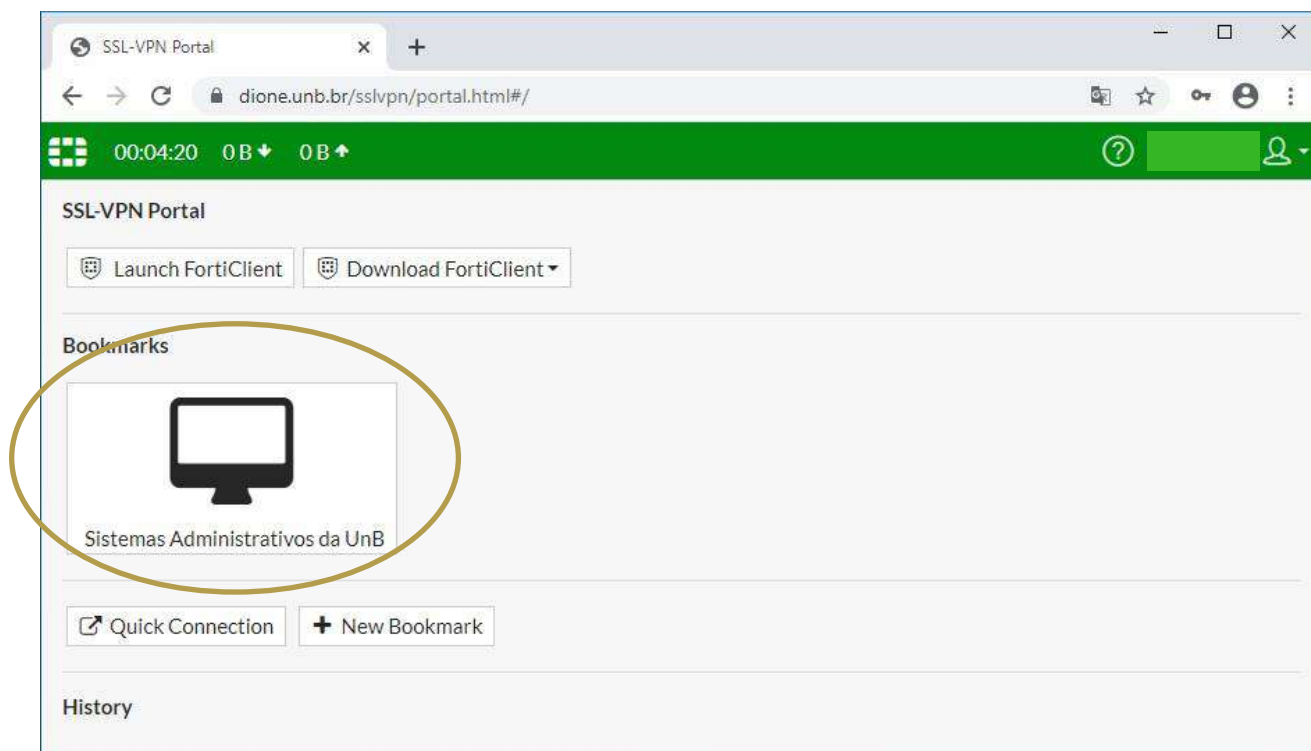 SSL-VPN Portal
dione.unb.br/sslvpn/portal.html#/
00:04:20 0 B 0 B
SSL-VPN Portal
Launch FortiClient Download FortiClient
Bookmarks
Sistemas Administrativos da UnB
Quick Connection + New Bookmark
History